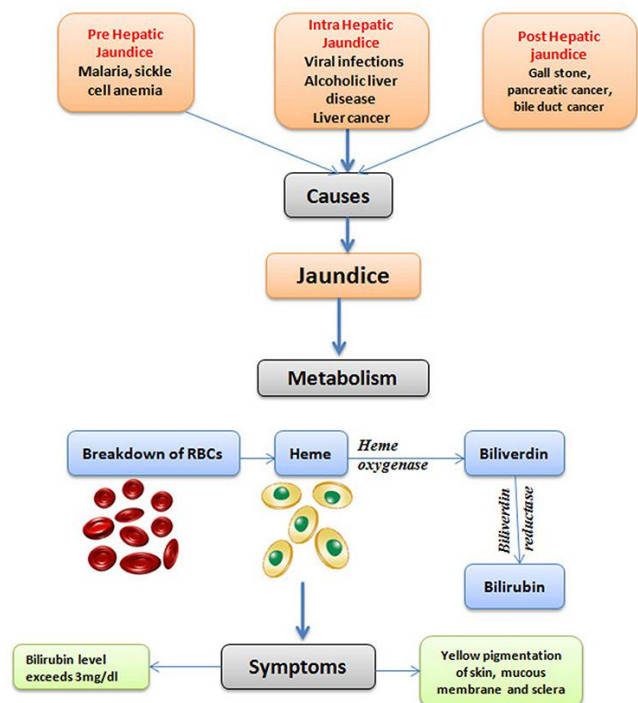 Pre Hepatic
Jaundice
Malaria, sickle
cell anemia
Intra Hepatic
Jaundice
Viral infections
Alcoholic liver
disease
Liver cancer
Post Hepatic
jaundice
Gall stone,
pancreatic cancer,
bile duct cancer
Causes
Jaundice
Metabolism
Breakdown of RBCs
Heme
Heme
oxygenase
Biliverdin
Biliverdin
reductase
Bilirubin
Symptoms
Bilirubin level
exceeds 3mg/dl
Yellow pigmentation
of skin, mucous
membrane and sclera